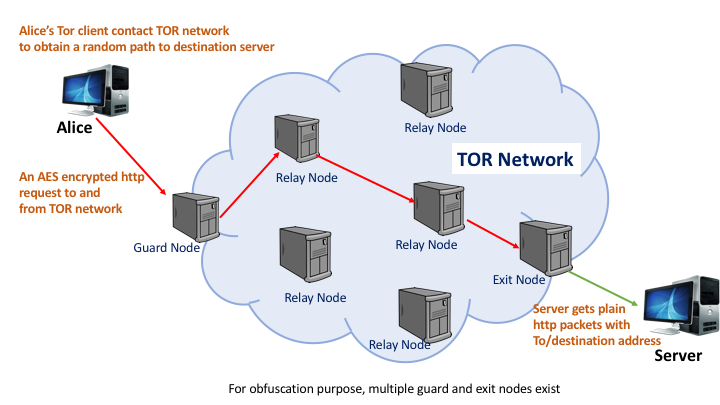 Alice's Tor client contact TOR network
to obtain a random path to destination server
Alice
Relay Node
TOR Network
An AES encrypted http
request to and
from TOR network
Relay Node
Guard Node
Relay Node
Relay Node
Exit Node
Relay Node
Server gets plain
http packets with
To/destination address
Server
For obfuscation purpose, multiple guard and exit nodes exist